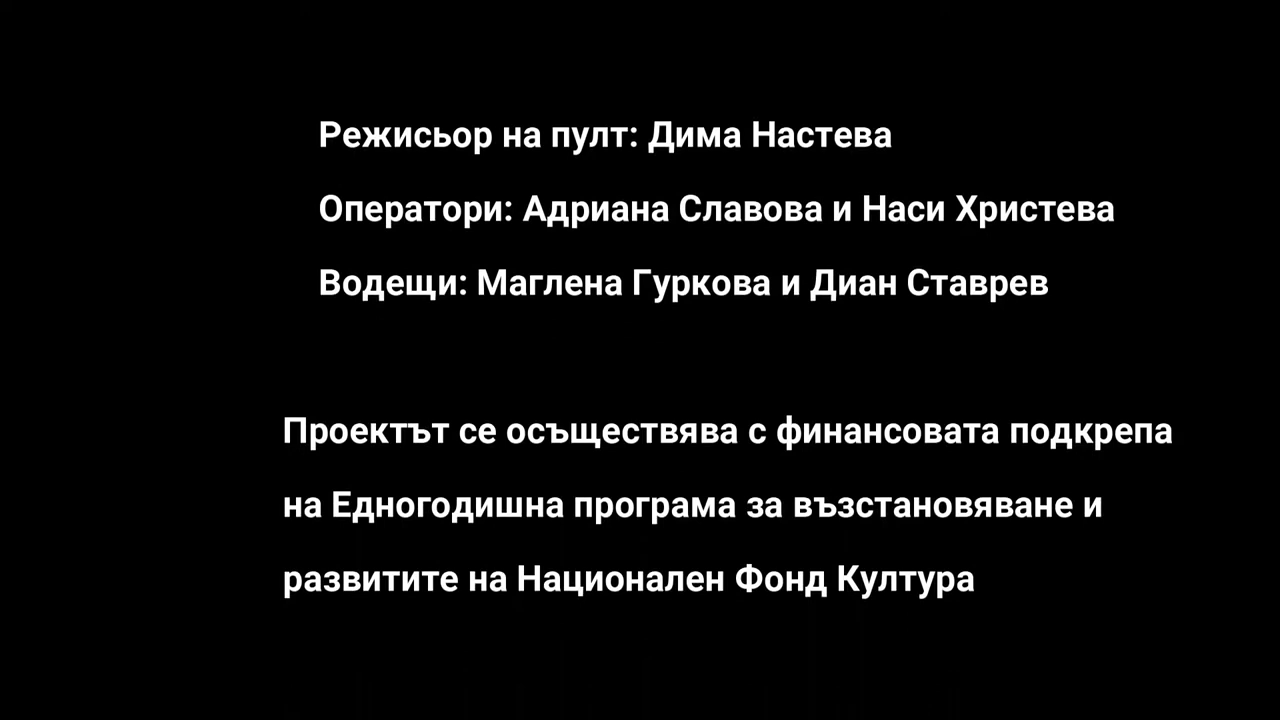 Режисьор на пулт: Дима Настева
Оператори: Адриана Славова и Наси Христева
Водещи: Маглена Гуркова и Диан Ставрев
Проектът се осъществява с финансовата подкрепа
на Едногодишна програма за възстановяване и
развитите на Национален Фонд Култура